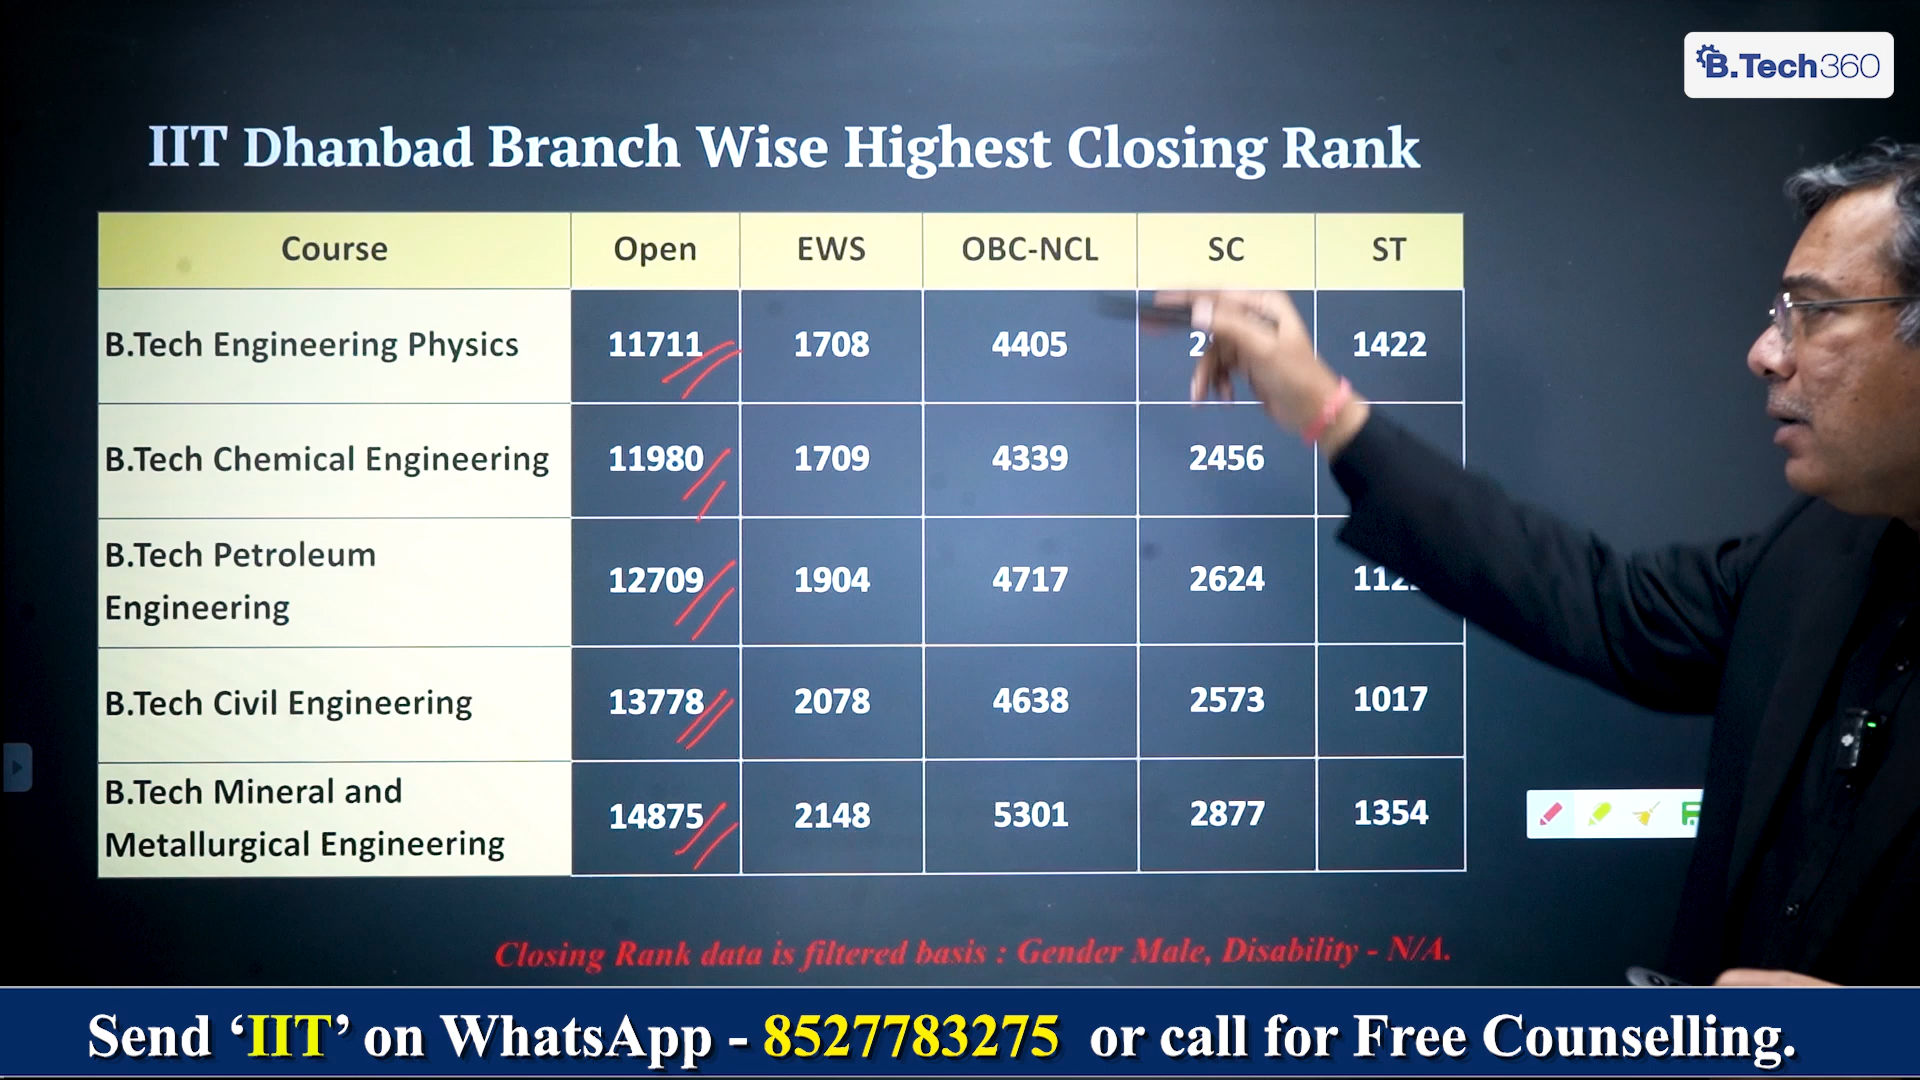 B.Tech360
IIT Dhanbad Branch Wise Highest Closing Rank
Course Open EWS OBC-NCL SC ST
B.Tech Engineering Physics 11711 1708 4405 1422
B.Tech Chemical Engineering 11980 1709 4339 2456
B.Tech Petroleum
Engineering
12709 1904 4717 2624
B.Tech Civil Engineering 13778 2078 4638 2573 1017
B.Tech Mineral and
Metallurgical Engineering
14875 2148 5301 2877 1354
Closing Rank data is filtered basis : Gender Male, Disability - N/A.
Send ‘IIT’ on WhatsApp - 8527783275 or call for Free Counselling.